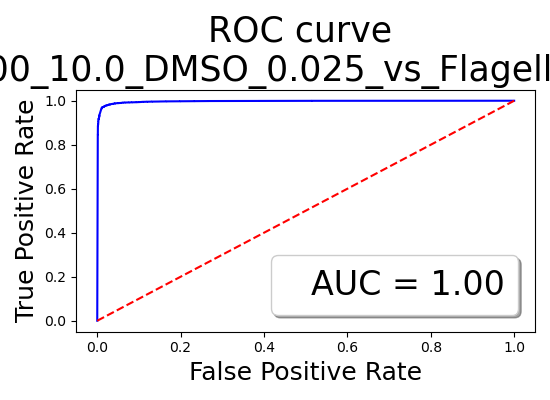 ROC curve
00_10.0_DMSO_0.025_vs_Flagell
True Positive Rate
1.0
0.8
0.6
0.4
0.2
0.0
AUC = 1.00
0.0 0.2 0.4 0.6 0.8 1.0
False Positive Rate